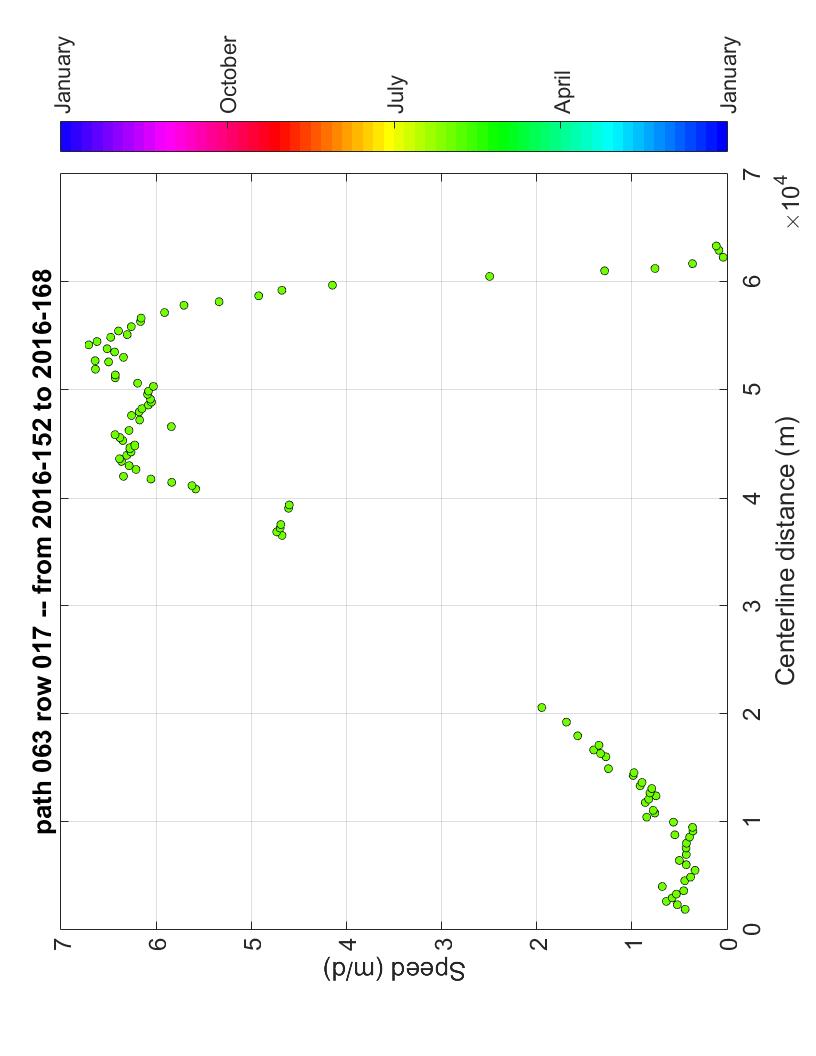 path 063 row 017 -- from 2016-152 to 2016-168
7
6
5
4
3
2
1
0
Speed (m/d)
0
1
2
3
4
5
6
7
×10^4
Centerline distance (m)
January
October
July
April
January